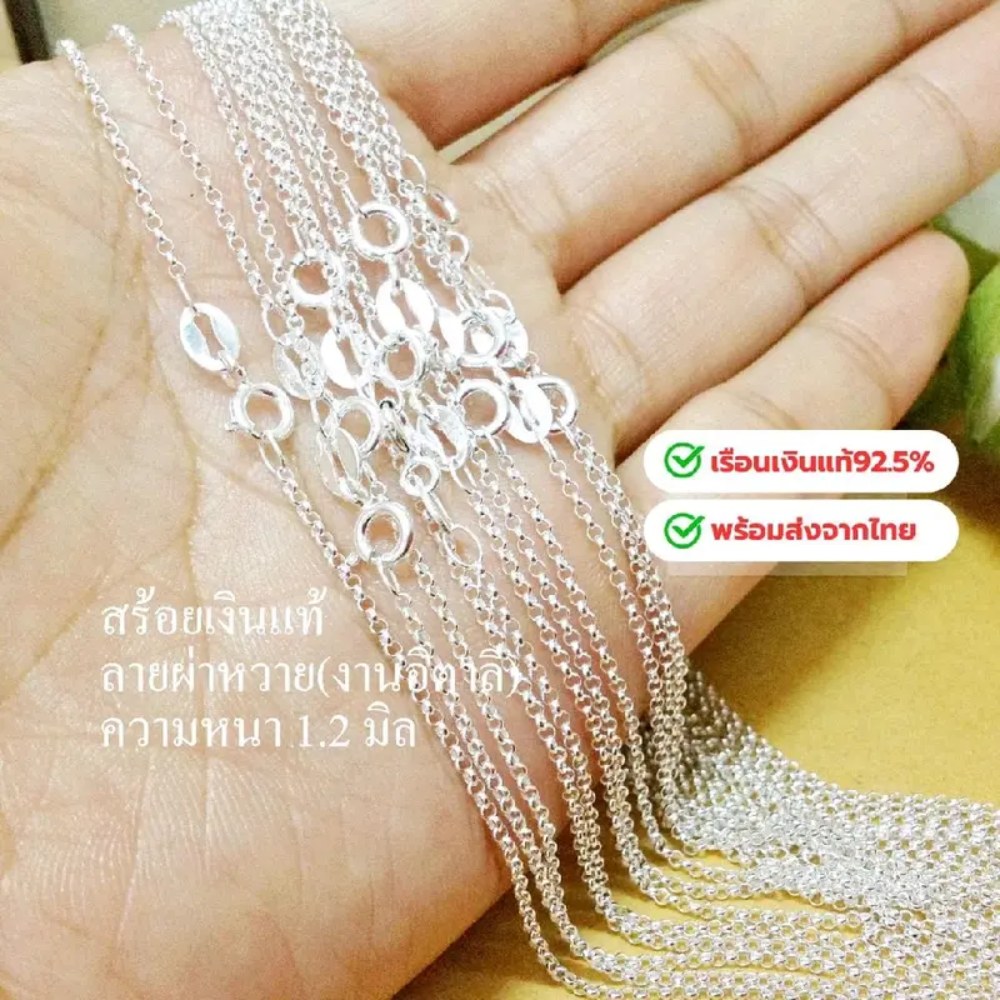 เรือนเงินแท้92.5%
พร้อมส่งจากไทย
สร้อยเงินแท้
ลายผ่าหวาย(งานอิตาลี)
ความหนา 1.2 มิล